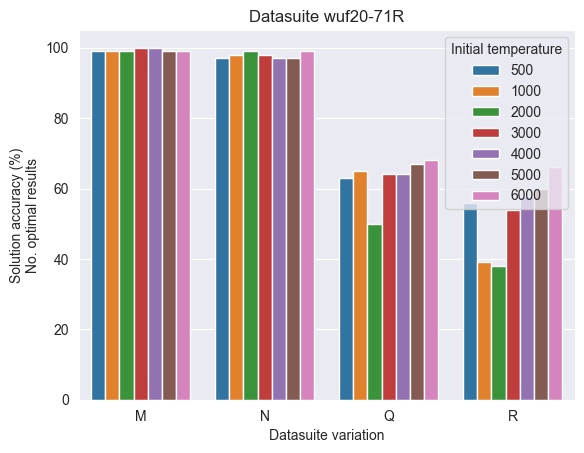 Datasuite wuf20-71R
Solution accuracy (%)
No. optimal results
100
80
60
40
20
0
Initial temperature
500
1000
2000
3000
4000
5000
6000
M
N
Q
R
Datasuite variation